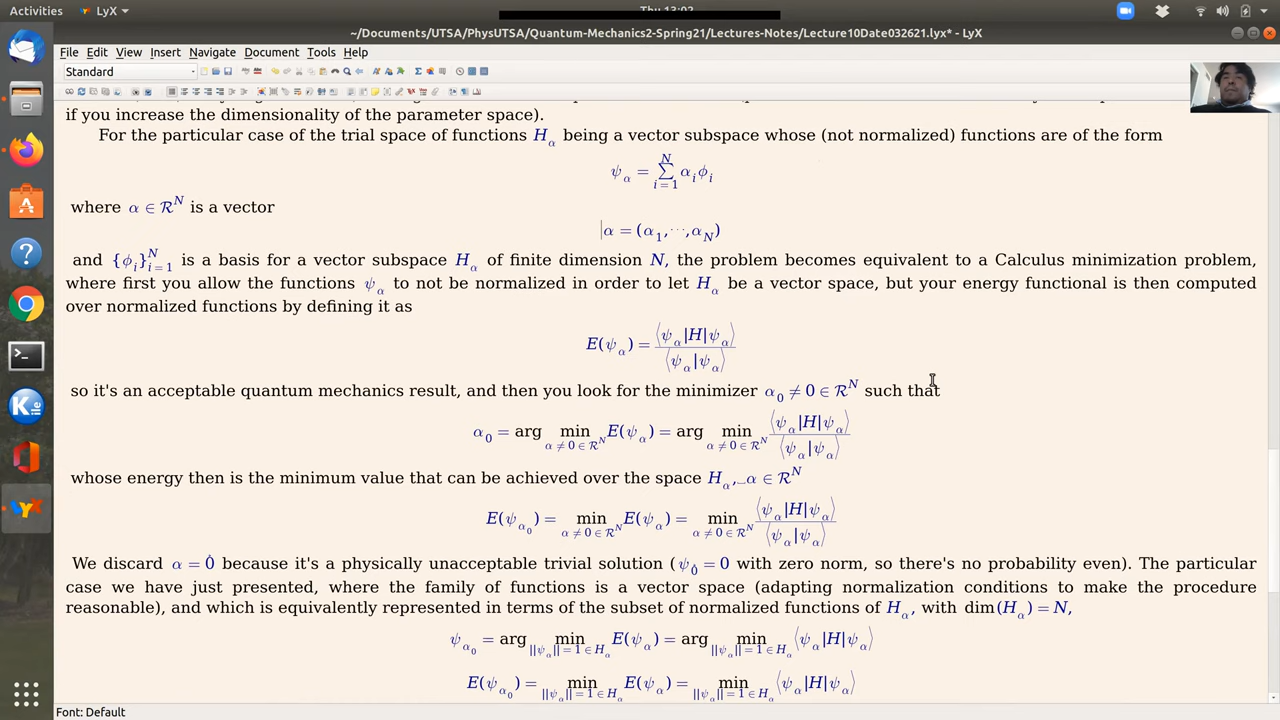 Activities LyX Thu 13:02
~/Documents/UTSA/PhysUTSA/Quantum-Mechanics2-Spring21/Lectures-Notes/Lecture10Date032621.lyx* - LyX
File Edit View Insert Navigate Document Tools Help
Standard
if you increase the dimensionality of the parameter space).
For the particular case of the trial space of functions H_α being a vector subspace whose (not normalized) functions are of the form
ψ_α = ∑_{i=1}^{N} α_i ϕ_i
where α ∈ R^N is a vector
α = (α_1, ⋯, α_N)
and {ϕ_i}_{i=1}^N is a basis for a vector subspace H_α of finite dimension N, the problem becomes equivalent to a Calculus minimization problem,
where first you allow the functions ψ_α to not be normalized in order to let H_α be a vector space, but your energy functional is then computed
over normalized functions by defining it as
E(ψ_α) = ⟨ψ_α|H|ψ_α⟩ / ⟨ψ_α|ψ_α⟩
so it's an acceptable quantum mechanics result, and then you look for the minimizer α_0 ≠ 0 ∈ R^N such that
α_0 = arg min_{α ≠ 0 ∈ R^N} E(ψ_α) = arg min_{α ≠ 0 ∈ R^N} ⟨ψ_α|H|ψ_α⟩ / ⟨ψ_α|ψ_α⟩
whose energy then is the minimum value that can be achieved over the space H_α, α ∈ R^N
E(ψ_{α_0}) = min_{α ≠ 0 ∈ R^N} E(ψ_α) = min_{α ≠ 0 ∈ R^N} ⟨ψ_α|H|ψ_α⟩ / ⟨ψ_α|ψ_α⟩
We discard α = 0̂ because it's a physically unacceptable trivial solution (ψ_0̂ = 0 with zero norm, so there's no probability even). The particular
case we have just presented, where the family of functions is a vector space (adapting normalization conditions to make the procedure
reasonable), and which is equivalently represented in terms of the subset of normalized functions of H_α, with dim(H_α) = N,
ψ_{α_0} = arg min_{||ψ_α|| = 1 ∈ H_α} E(ψ_α) = arg min_{||ψ_α|| = 1 ∈ H_α} ⟨ψ_α|H|ψ_α⟩
E(ψ_{α_0}) = min_{||ψ_α|| = 1 ∈ H_α} E(ψ_α) = min_{||ψ_α|| = 1 ∈ H_α} ⟨ψ_α|H|ψ_α⟩
Font: Default